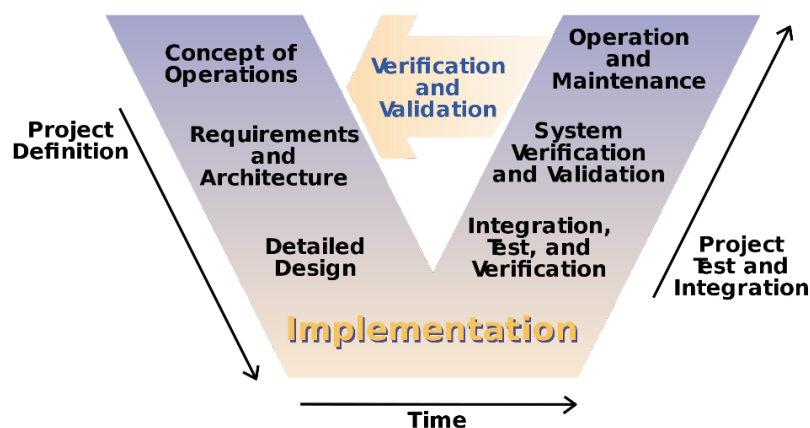 Concept of
Operations
Verification
and
Validation
Operation
and
Maintenance
Project
Definition
Requirements
and
Architecture
System
Verification
and Validation
Detailed
Design
Integration,
Test, and
Verification
Project
Test and
Integration
Implementation
Time